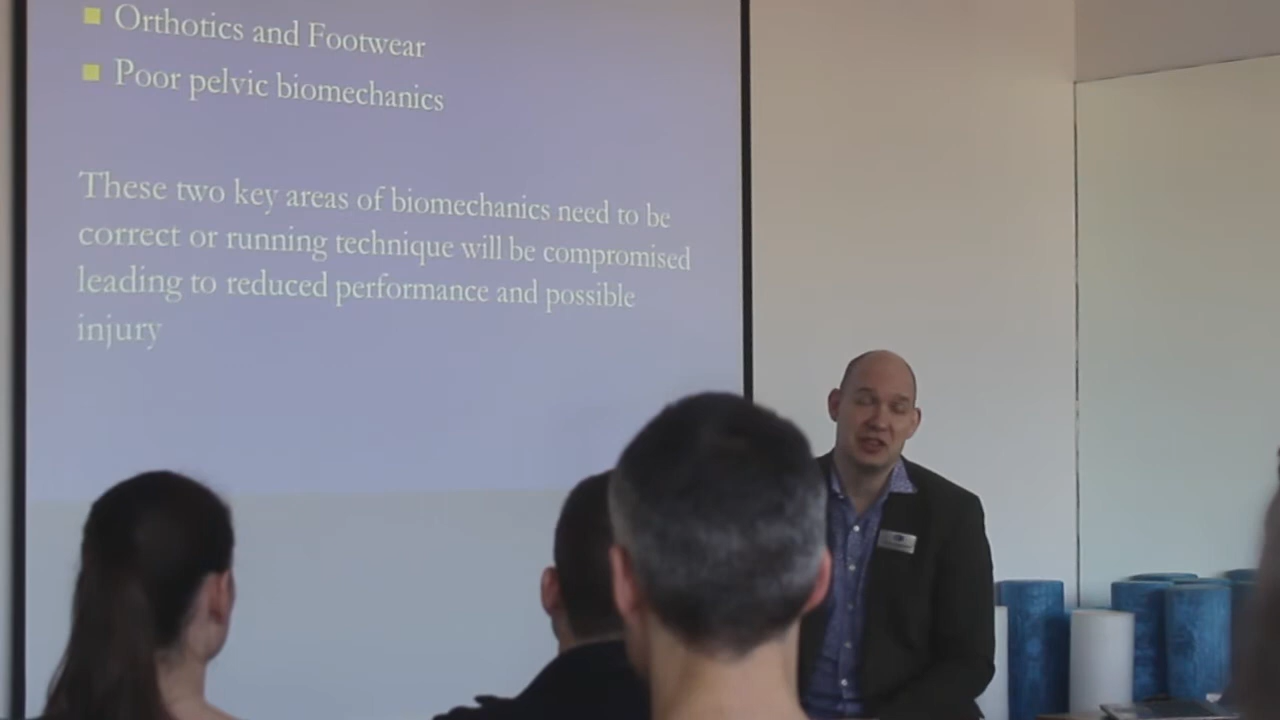 Orthotics and Footwear
Poor pelvic biomechanics
These two key areas of biomechanics need to be
correct or running technique will be compromised
leading to reduced performance and possible
injury